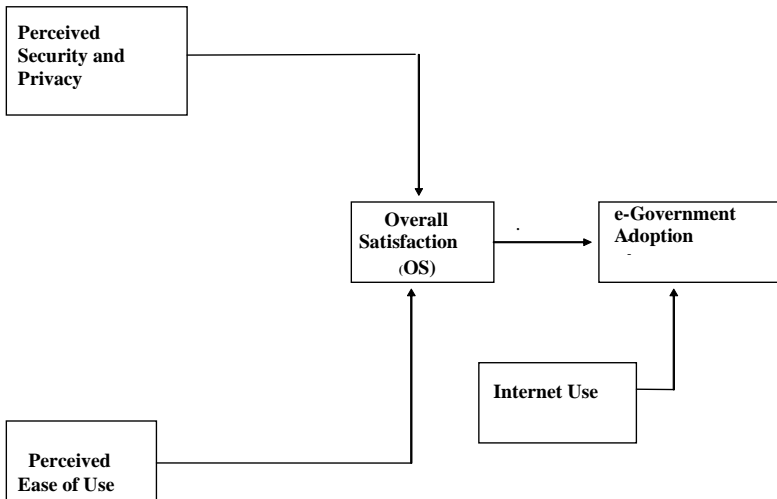 Perceived
Security and
Privacy
Overall
Satisfaction
(OS)
e-Government
Adoption
Internet Use
Perceived
Ease of Use